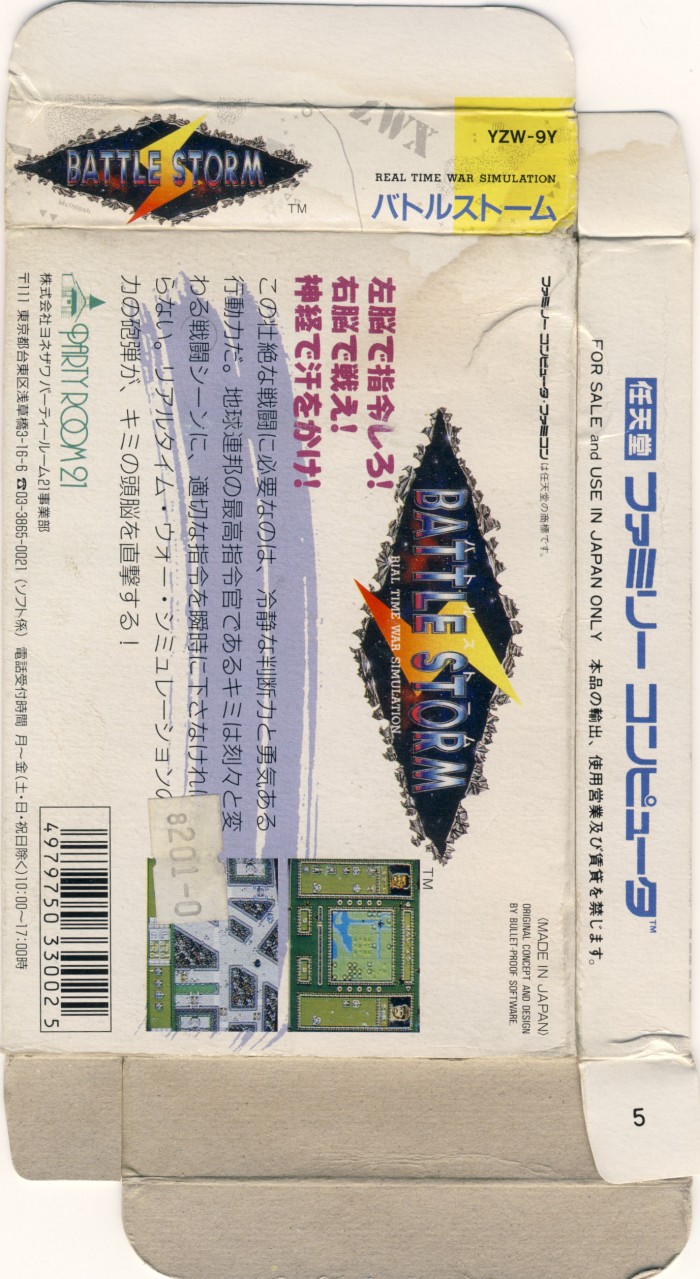 ZWX
BATTLE STORM
TM
YZW-9Y
REAL TIME WAR SIMULATION
バトルストーム
ファミリーコンピュータ・ファミコンは任天堂の商標です。
BATTLE STORM
バトルストーム
RIAL TIME WAR SIMULATION
TM
左脳で指令しろ!
右脳で戦え!
神経で汗をかけ!
この壮絶な戦闘に必要なのは、冷静な判断力と勇気ある
行動力だ。地球連邦の最高指令官であるキミは刻々と変
わる戦闘シーンに、適切な指令を瞬時に下さなければ
らない。リアルタイム・ウォー・シミュレーションの
力の砲弾が、キミの頭脳を直撃する!
PARTY ROOM 21
株式会社ヨネザワ パーティールーム21事業部
〒111 東京都台東区浅草橋3-16-6 ☎03-3865-0021 (ソフト係) 電話受付時間 月〜金(土・日・祝日除く)10:00〜17:00時
8201-0
4979750 330025
〈MADE IN JAPAN〉
ORIGINAL CONCEPT AND DESIGN
BY BULLET-PROOF SOFTWARE
任天堂 ファミリー コンピュータ™
FOR SALE and USE IN JAPAN ONLY 本品の輸出、使用営業及び賃貸を禁じます。
5